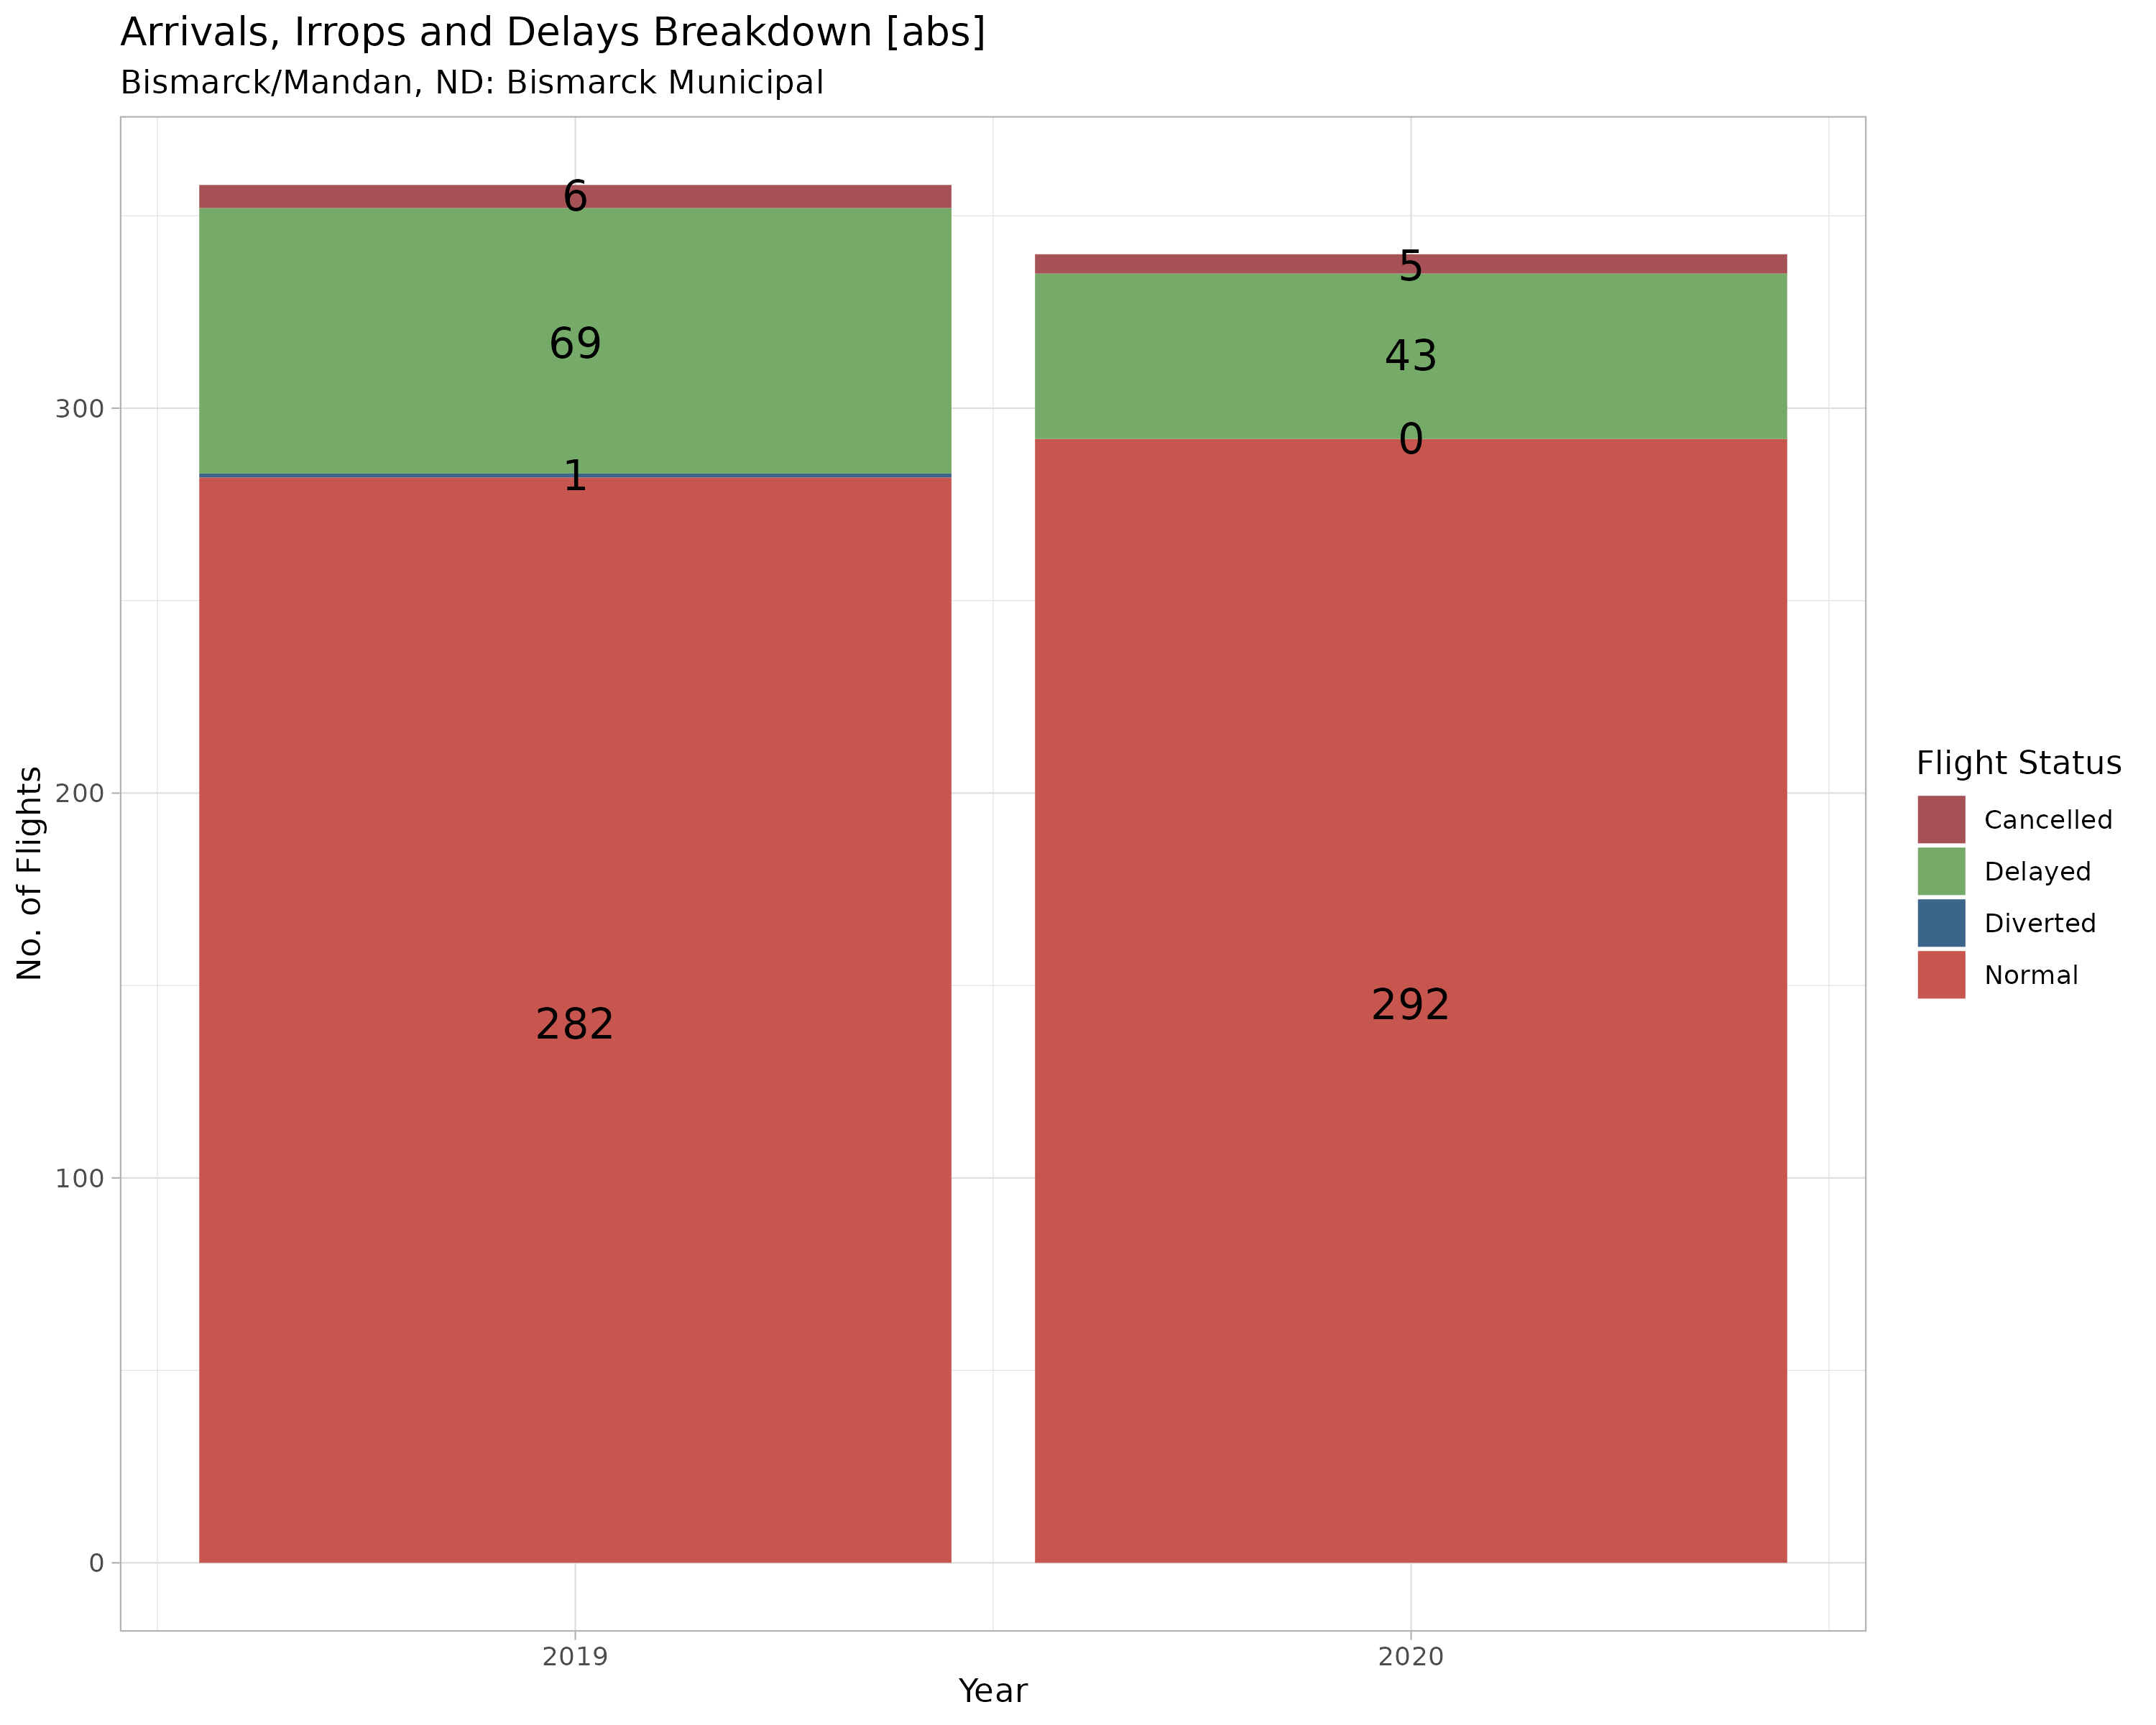 Arrivals, Irrops and Delays Breakdown [abs]
Bismarck/Mandan, ND: Bismarck Municipal
6
5
69
43
300
0
1
Flight Status
No. of Flights
200
Cancelled
Delayed
Diverted
Normal
282
292
100
0
2019
2020
Year